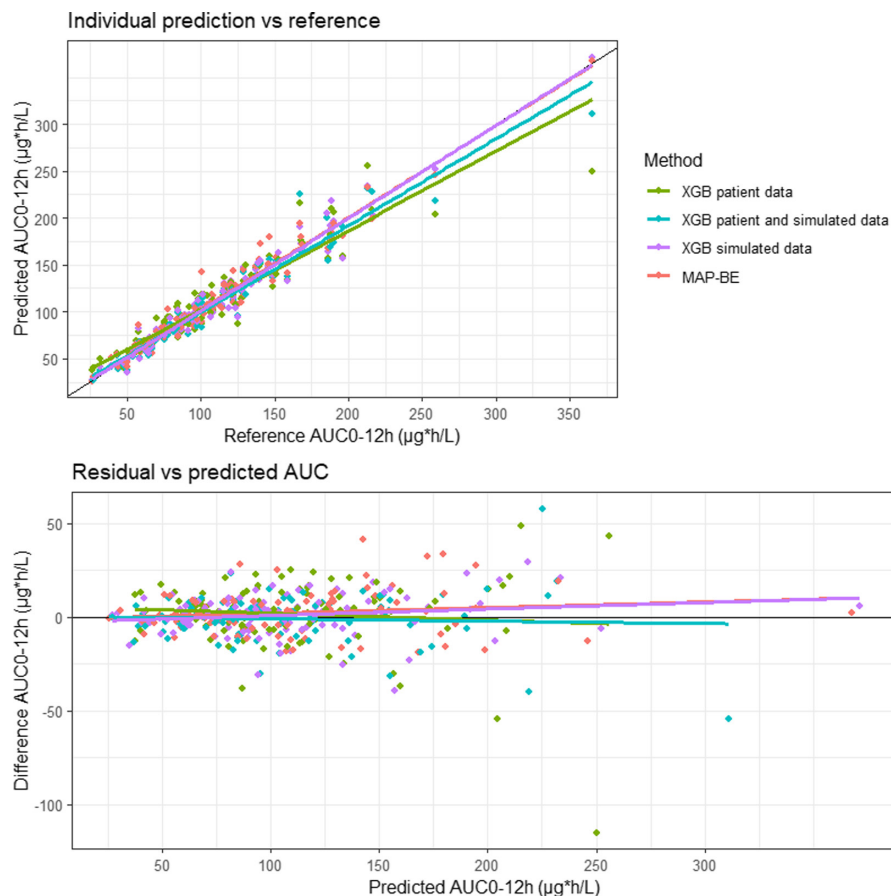 Individual prediction vs reference
Predicted AUC0-12h (µg*h/L)
300
250
200
150
100
50
50 100 150 200 250 300 350
Reference AUC0-12h (µg*h/L)
Method
XGB patient data
XGB patient and simulated data
XGB simulated data
MAP-BE
Residual vs predicted AUC
Difference AUC0-12h (µg*h/L)
50
0
-50
-100
50 100 150 200 250 300
Predicted AUC0-12h (µg*h/L)